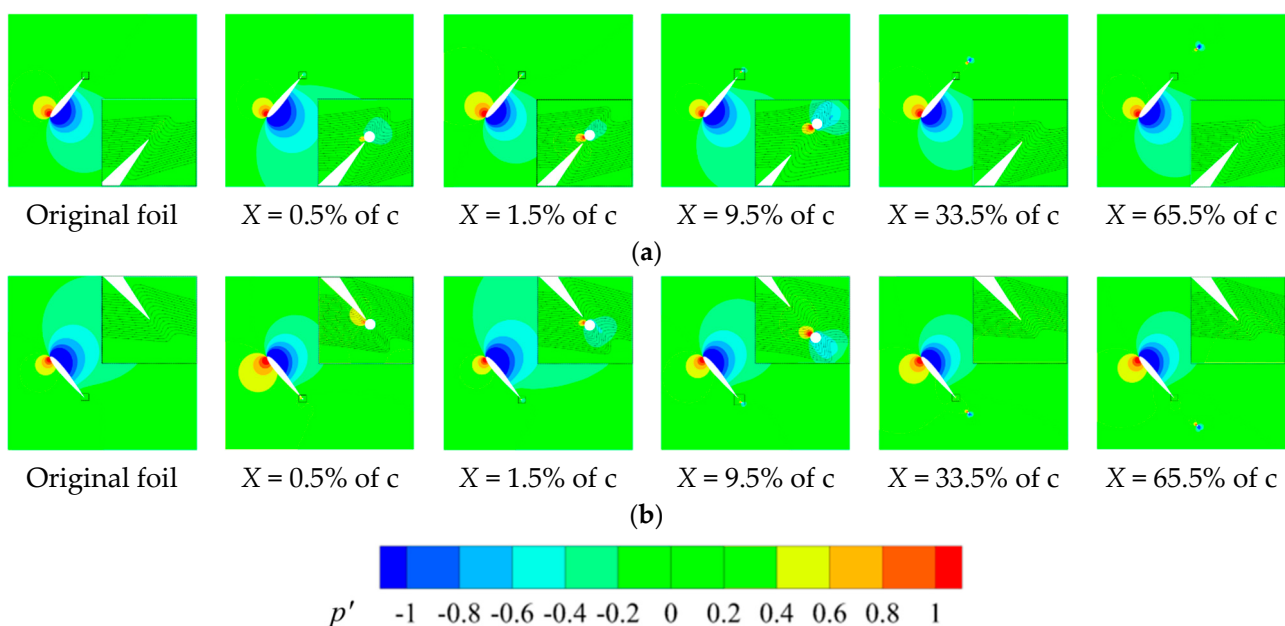 Original foil X = 0.5% of c X = 1.5% of c X = 9.5% of c X = 33.5% of c X = 65.5% of c
(a)
Original foil X = 0.5% of c X = 1.5% of c X = 9.5% of c X = 33.5% of c X = 65.5% of c
(b)
p′ -1 -0.8 -0.6 -0.4 -0.2 0 0.2 0.4 0.6 0.8 1